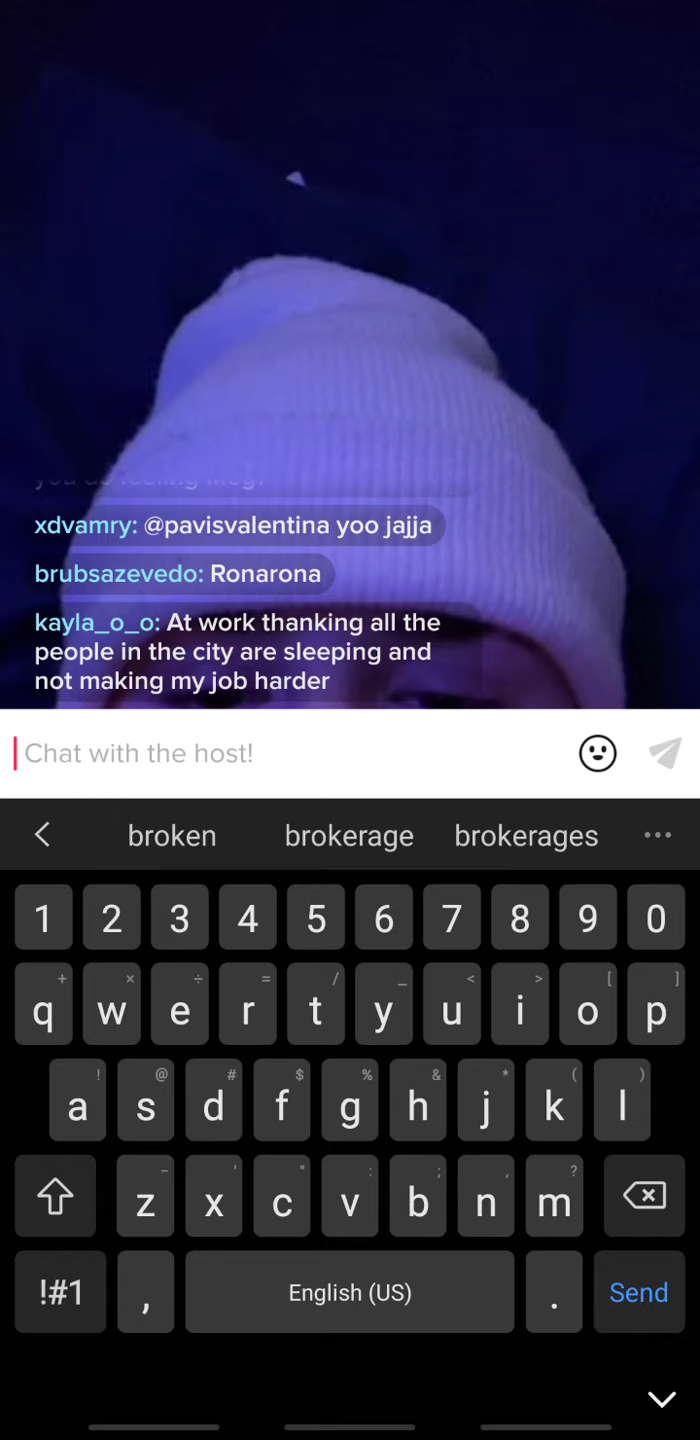 xdvamry: @pavisvalentina yoo jajja
brubsazevedo: Ronarona
kayla_o_o: At work thanking all the
people in the city are sleeping and
not making my job harder
Chat with the host!
broken brokerage brokerages
1 2 3 4 5 6 7 8 9 0
+ × ÷ = / _ < > [ ]
q w e r t y u i o p
! @ # $ % & * ( )
a s d f g h j k l
- ' " : ; , ?
z x c v b n m
!#1 , English (US) . Send